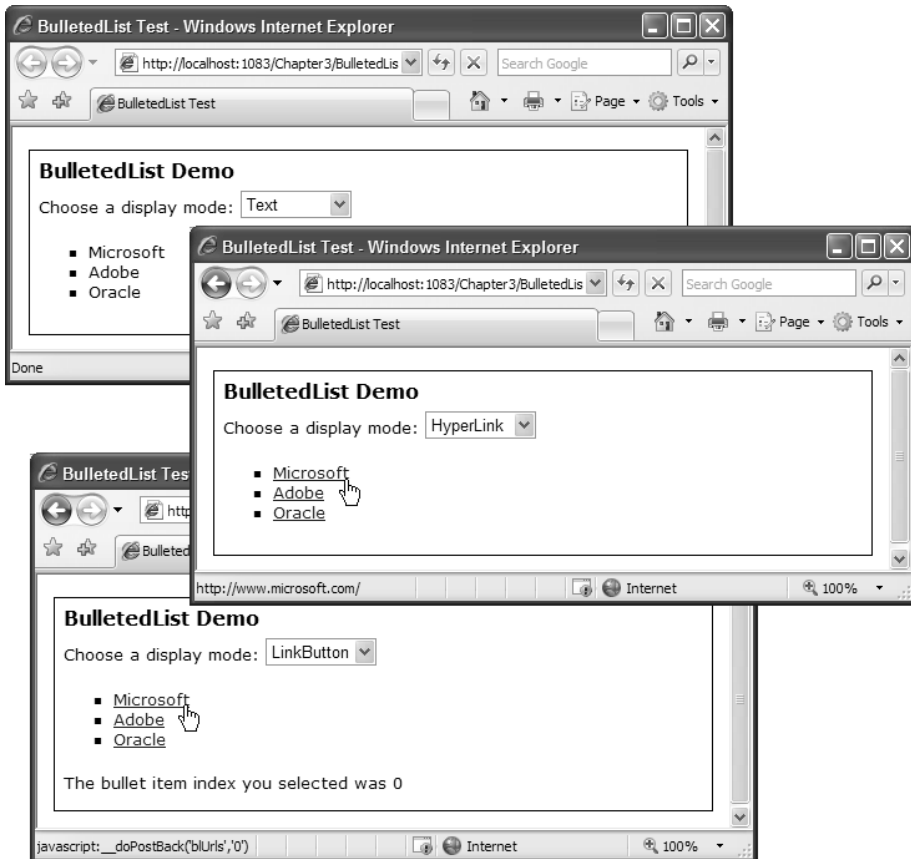 BulletedList Test - Windows Internet Explorer
http://localhost:1083/Chapter3/BulletedLis
Search Google
BulletedList Test
Page
Tools
BulletedList Demo
Choose a display mode: Text
Microsoft
Adobe
Oracle
Done
BulletedList Test - Windows Internet Explorer
http://localhost:1083/Chapter3/BulletedLis
Search Google
BulletedList Test
Page
Tools
BulletedList Demo
Choose a display mode: HyperLink
Microsoft
Adobe
Oracle
http://www.microsoft.com/
Internet
100%
BulletedList Tes
http
Bulleted
BulletedList Demo
Choose a display mode: LinkButton
Microsoft
Adobe
Oracle
The bullet item index you selected was 0
javascript:__doPostBack('blUrls','0')
Internet
100%